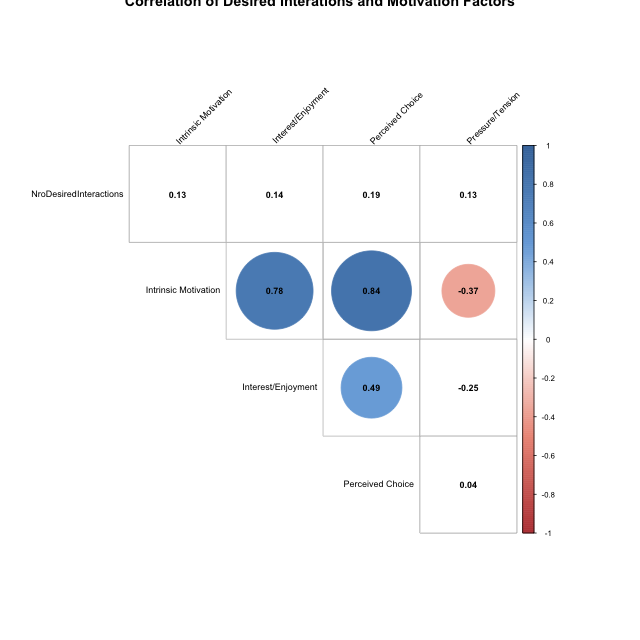 Correlation of Desired Interations and Motivation Factors
Intrinsic Motivation
Interest/Enjoyment
Perceived Choice
Pressure/Tension
NroDesiredInteractions 0.13 0.14 0.19 0.13
Intrinsic Motivation 0.78 0.84 -0.37
Interest/Enjoyment 0.49 -0.25
Perceived Choice 0.04
1
0.8
0.6
0.4
0.2
0
-0.2
-0.4
-0.6
-0.8
-1